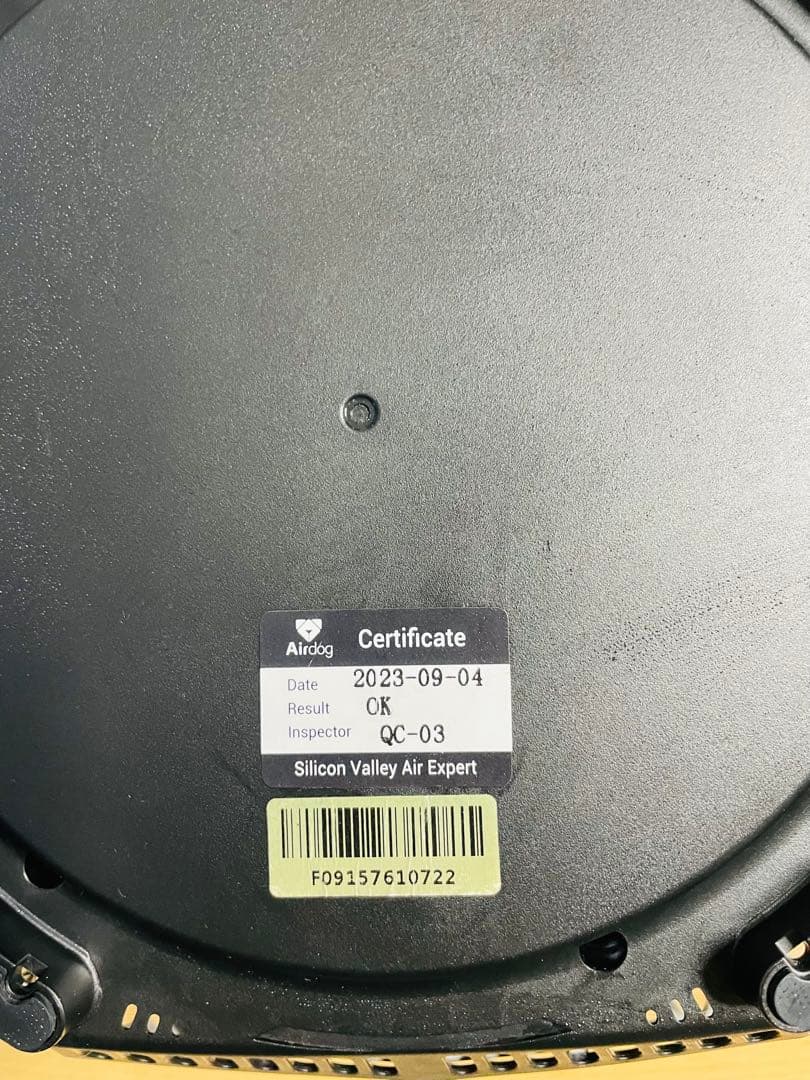 Airdog Certificate
Date 2023-09-04
Result OK
Inspector QC-03
Silicon Valley Air Expert
F09157610722